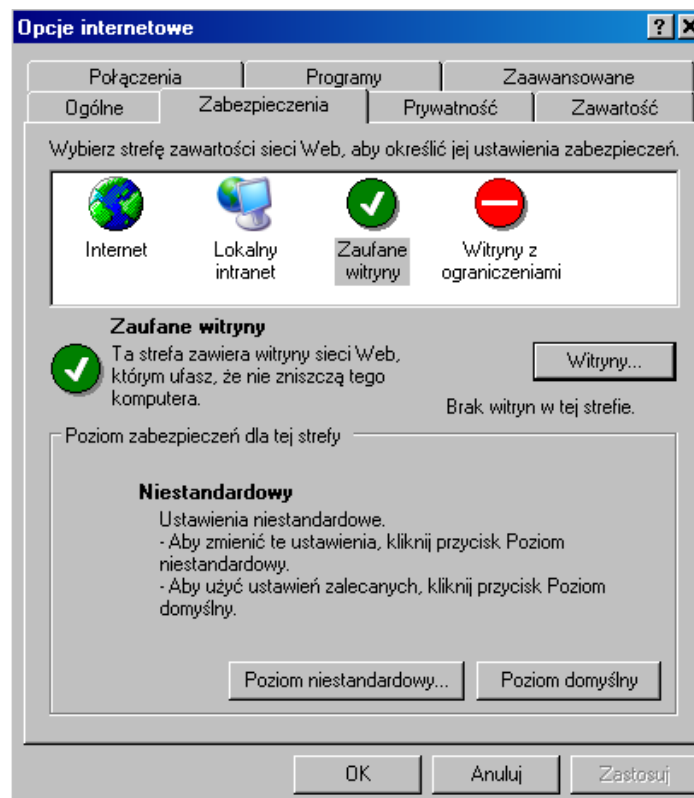 Opcje internetowe
Połączenia Programy Zaawansowane
Ogólne Zabezpieczenia Prywatność Zawartość
Wybierz strefę zawartości sieci Web, aby określić jej ustawienia zabezpieczeń.
Internet
Lokalny
intranet
Zaufane
witryny
Witryny z
ograniczeniami
Zaufane witryny
Ta strefa zawiera witryny sieci Web,
którym ufasz, że nie zniszczą tego
komputera.
Witryny...
Brak witryn w tej strefie.
Poziom zabezpieczeń dla tej strefy
Niestandardowy
Ustawienia niestandardowe.
- Aby zmienić te ustawienia, kliknij przycisk Poziom
niestandardowy.
- Aby użyć ustawień zalecanych, kliknij przycisk Poziom
domyślny.
Poziom niestandardowy... Poziom domyślny
OK Anuluj Zastosuj